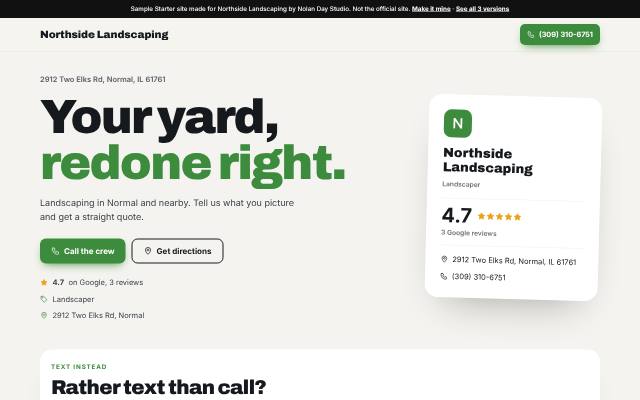 Sample Starter site made for Northside Landscaping by Nolan Day Studio. Not the official site. Make it mine · See all 3 versions
Northside Landscaping
(309) 310-6751
2912 Two Elks Rd, Normal, IL 61761
Your yard,
redone right.
Landscaping in Normal and nearby. Tell us what you picture
and get a straight quote.
Call the crew
Get directions
4.7 on Google, 3 reviews
Landscaper
2912 Two Elks Rd, Normal
N
Northside
Landscaping
Landscaper
4.7
3 Google reviews
2912 Two Elks Rd, Normal, IL 61761
(309) 310-6751
TEXT INSTEAD
Rather text than call?